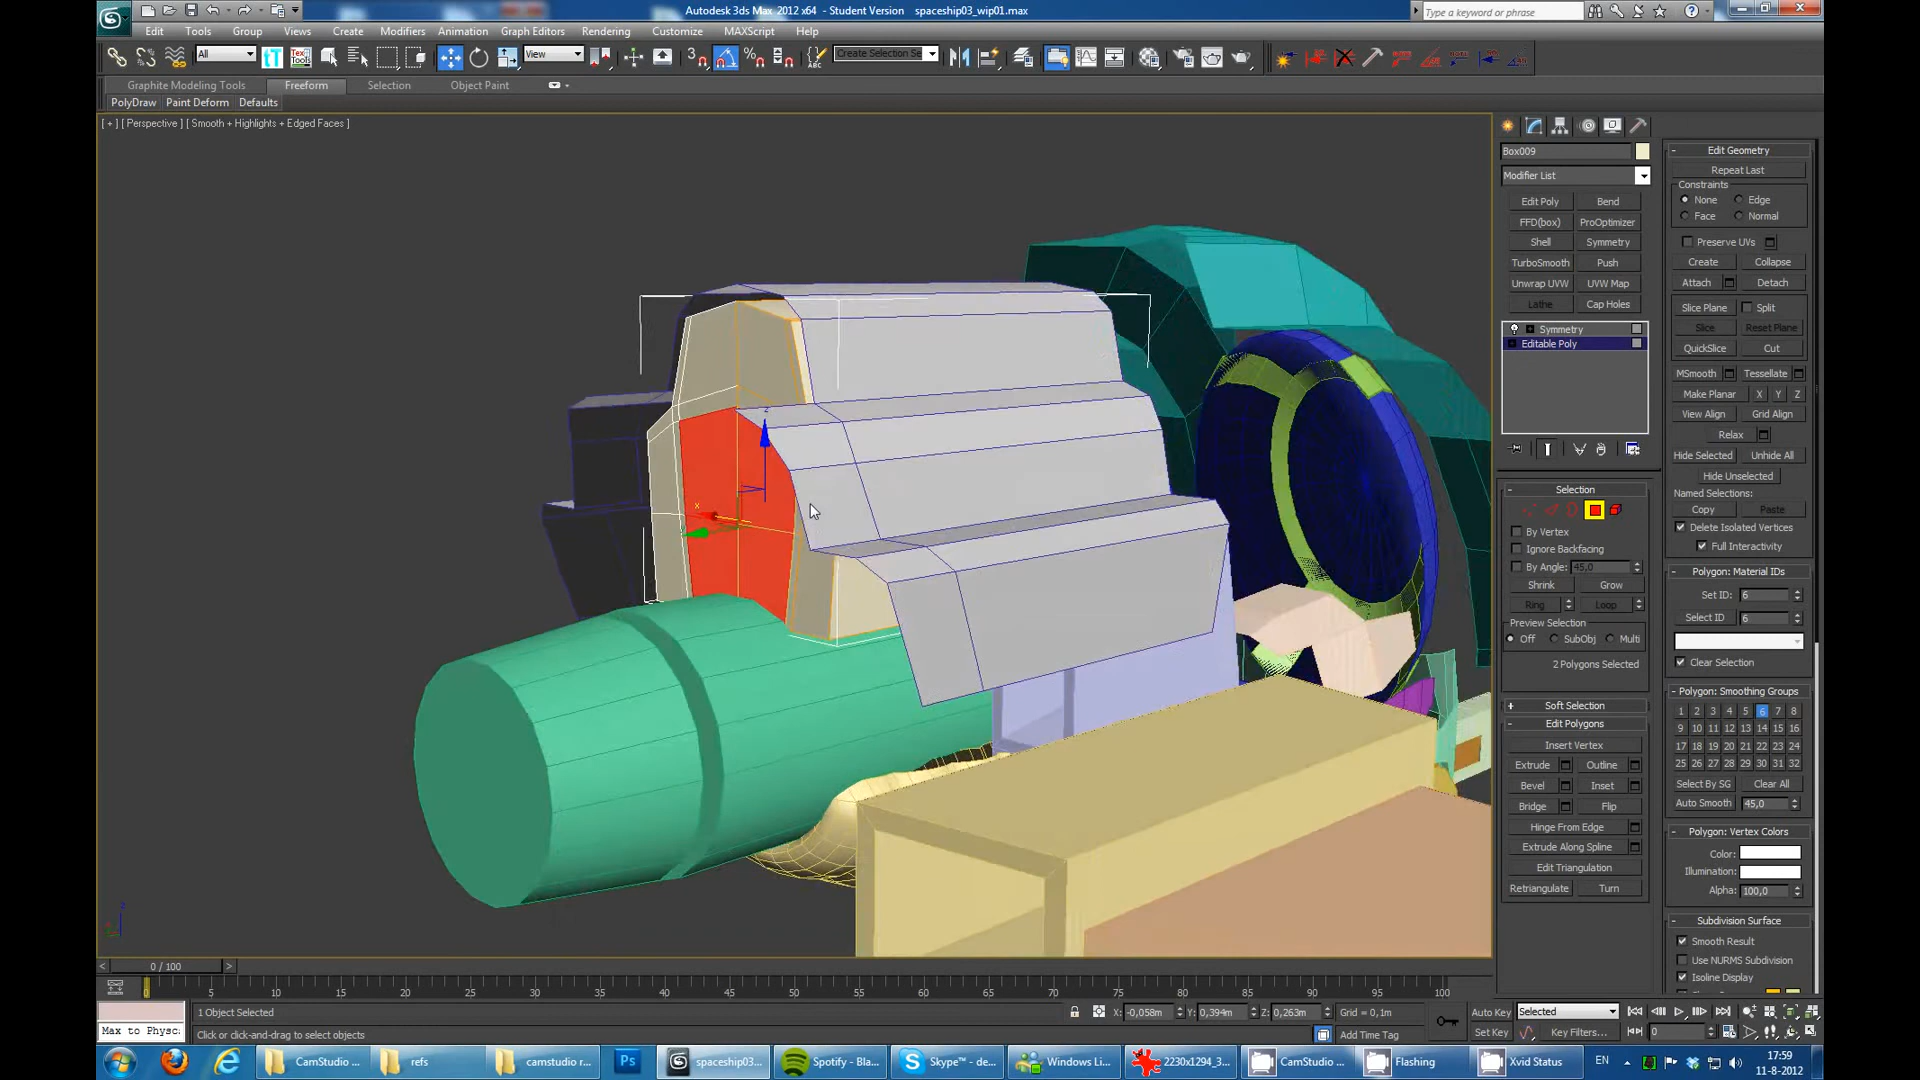 Autodesk 3ds Max 2012 x64 - Student Version spaceship03_wip01.max
Type a keyword or phrase
Edit Tools Group Views Create Modifiers Animation Graph Editors Rendering Customize MAXScript Help
All View Create Selection Se
Graphite Modeling Tools Freeform Selection Object Paint
PolyDraw Paint Deform Defaults
[ + ] [ Perspective ] [ Smooth + Highlights + Edged Faces ]
Box009
Modifier List
Edit Poly Bend
FFD(box) ProOptimizer
Shell Symmetry
TurboSmooth Push
Unwrap UVW UVW Map
Lathe Cap Holes
Symmetry
Editable Poly
Selection
By Vertex
Ignore Backfacing
By Angle: 45,0
Shrink Grow
Ring Loop
Preview Selection
Off SubObj Multi
2 Polygons Selected
Soft Selection
Edit Polygons
Insert Vertex
Extrude Outline
Bevel Inset
Bridge Flip
Hinge From Edge
Extrude Along Spline
Edit Triangulation
Retriangulate Turn
Edit Geometry
Repeat Last
Constraints
None Edge
Face Normal
Preserve UVs
Create Collapse
Attach Detach
Slice Plane Split
Slice Reset Plane
QuickSlice Cut
MSmooth Tessellate
Make Planar X Y Z
View Align Grid Align
Relax
Hide Selected Unhide All
Hide Unselected
Named Selections:
Copy Paste
Delete Isolated Vertices
Full Interactivity
Polygon: Material IDs
Set ID: 6
Select ID 6
Clear Selection
Polygon: Smoothing Groups
1 2 3 4 5 6 7 8
9 10 11 12 13 14 15 16
17 18 19 20 21 22 23 24
25 26 27 28 29 30 31 32
Select By SG Clear All
Auto Smooth 45,0
Polygon: Vertex Colors
Color:
Illumination:
Alpha: 100,0
Subdivision Surface
Smooth Result
Use NURMS Subdivision
Isoline Display
0 / 100
0 5 10 15 20 25 30 35 40 45 50 55 60 65 70 75 80 85 90 95 100
1 Object Selected X: -0,058m Y: 0,394m Z: 0,263m Grid = 0,1m Auto Key Selected
Max to Physc: Click or click-and-drag to select objects Add Time Tag Set Key Key Filters... 0
CamStudio ... refs camstudio r... Ps spaceship03... Spotify - Bla... Skype™ - de... Windows Li... 2230x1294_3... CamStudio ... Flashing Xvid Status EN 17:59
11-8-2012